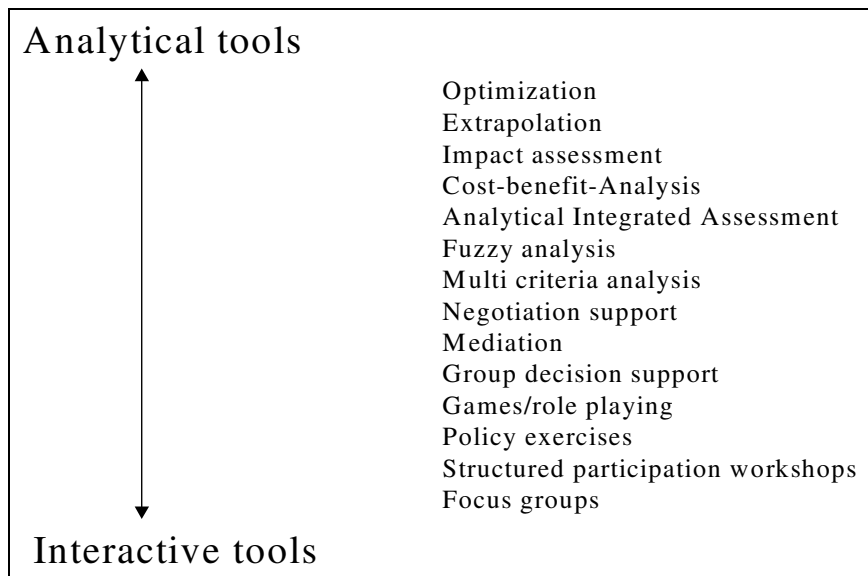 Analytical tools
Optimization
Extrapolation
Impact assessment
Cost-benefit-Analysis
Analytical Integrated Assessment
Fuzzy analysis
Multi criteria analysis
Negotiation support
Mediation
Group decision support
Games/role playing
Policy exercises
Structured participation workshops
Focus groups
Interactive tools